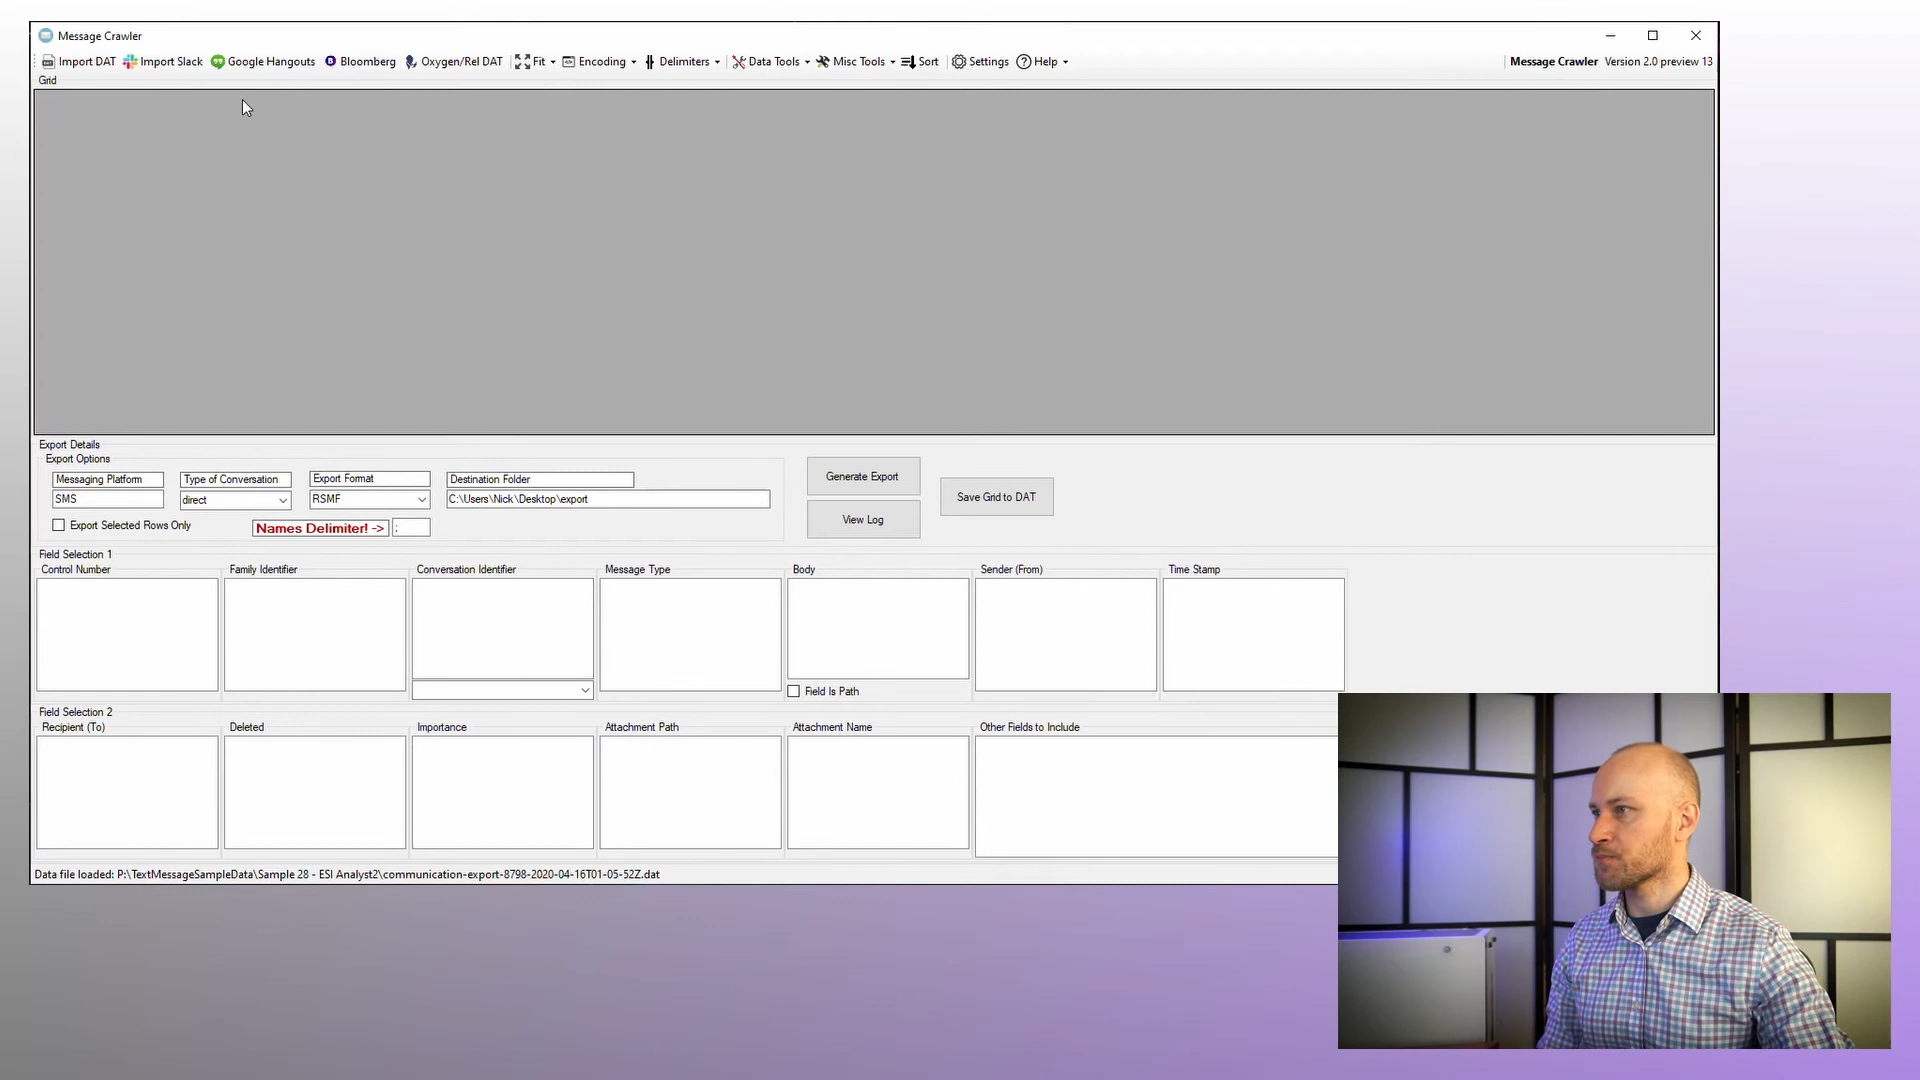 Message Crawler
Import DAT Import Slack Google Hangouts Bloomberg Oxygen/Rel DAT Fit Encoding Delimiters Data Tools Misc Tools Sort Settings Help Message Crawler Version 2.0 preview 13
Grid
Export Details
Export Options
Messaging Platform Type of Conversation Export Format Destination Folder
SMS direct RSMF C:\Users\Nick\Desktop\export
Generate Export
Save Grid to DAT
View Log
Export Selected Rows Only Names Delimiter! -> :
Field Selection 1
Control Number Family Identifier Conversation Identifier Message Type Body Sender (From) Time Stamp
Field Is Path
Field Selection 2
Recipient (To) Deleted Importance Attachment Path Attachment Name Other Fields to Include
Data file loaded: P:\TextMessageSampleData\Sample 28 - ESI Analyst2\communication-export-8798-2020-04-16T01-05-52Z.dat